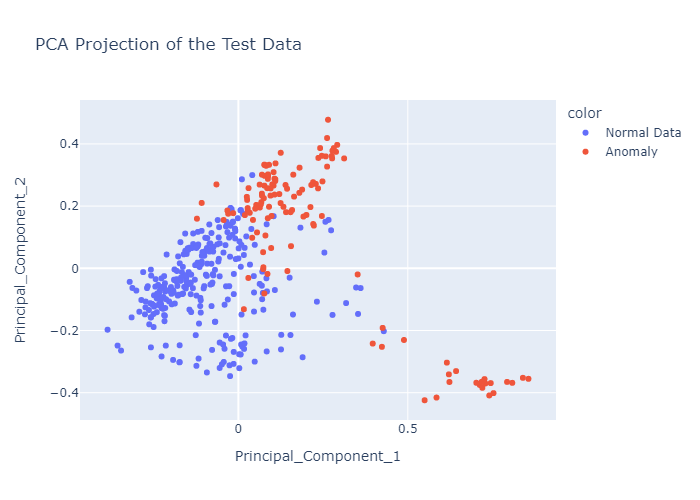 PCA Projection of the Test Data
color
Normal Data
Anomaly
0.4
0.2
0
−0.2
−0.4
Principal_Component_2
0
0.5
Principal_Component_1